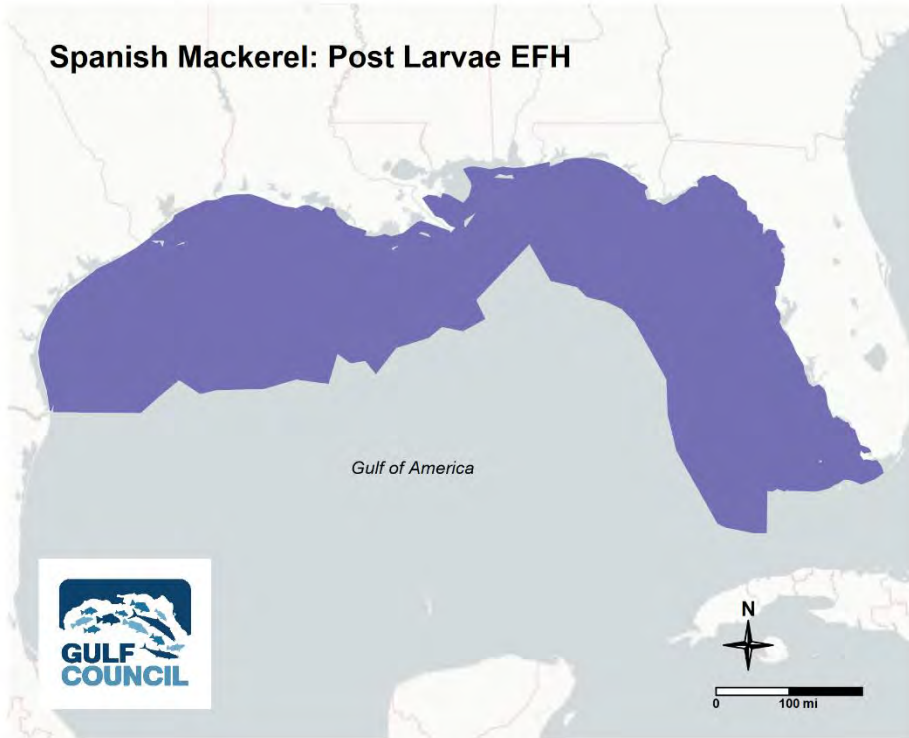 Spanish Mackerel: Post Larvae EFH
Gulf of America
GULF
COUNCIL
N
0 100 mi